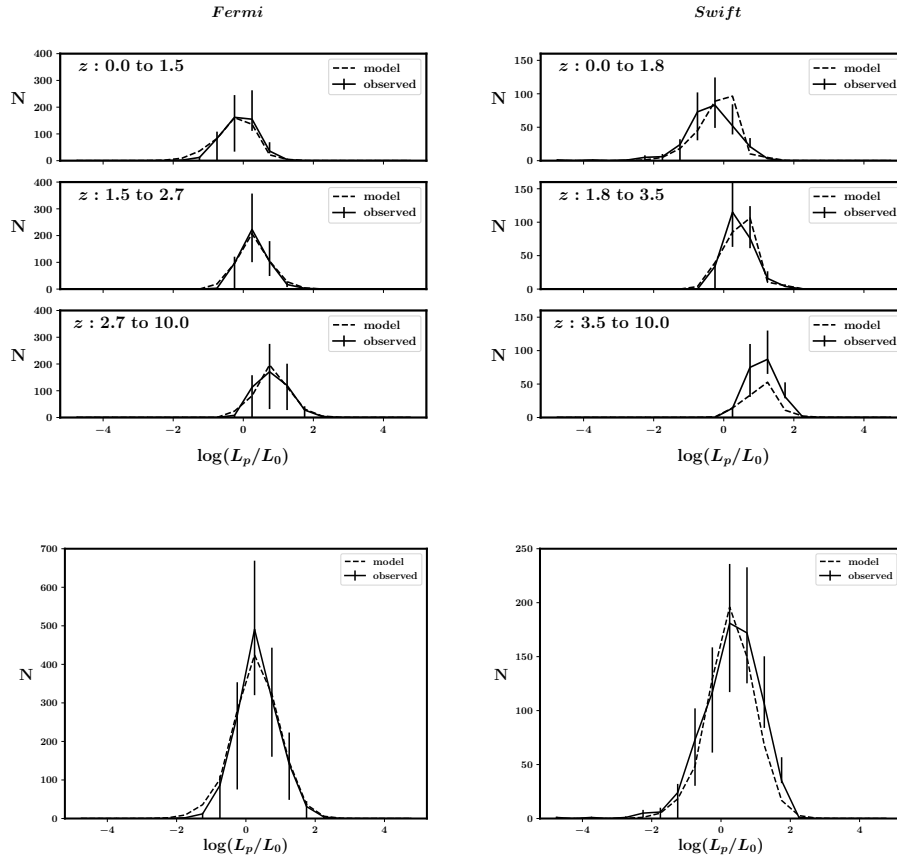 Fermi
Swift
400
300
200
100
0
N
z : 0.0 to 1.5
model
observed
150
100
50
0
N
z : 0.0 to 1.8
model
observed
400
300
200
100
0
N
z : 1.5 to 2.7
model
observed
150
100
50
0
N
z : 1.8 to 3.5
model
observed
400
300
200
100
0
N
z : 2.7 to 10.0
model
observed
−4 −2 0 2 4
log(Lp/L0)
150
100
50
0
N
z : 3.5 to 10.0
model
observed
−4 −2 0 2 4
log(Lp/L0)
700
600
500
400
300
200
100
0
N
model
observed
−4 −2 0 2 4
log(Lp/L0)
250
200
150
100
50
0
N
model
observed
−4 −2 0 2 4
log(Lp/L0)